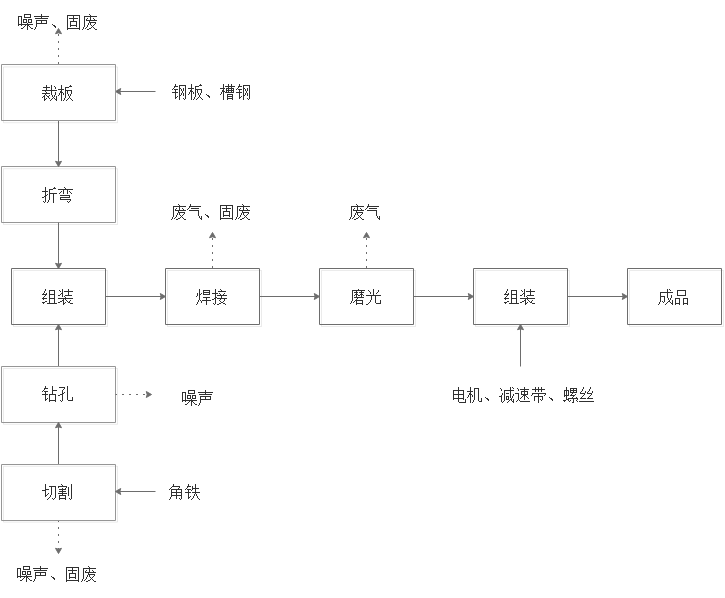 噪声、固废
裁板
钢板、槽钢
折弯
废气、固废
废气
组装
焊接
磨光
组装
成品
钻孔
噪声
电机、减速带、螺丝
切割
角铁
噪声、固废